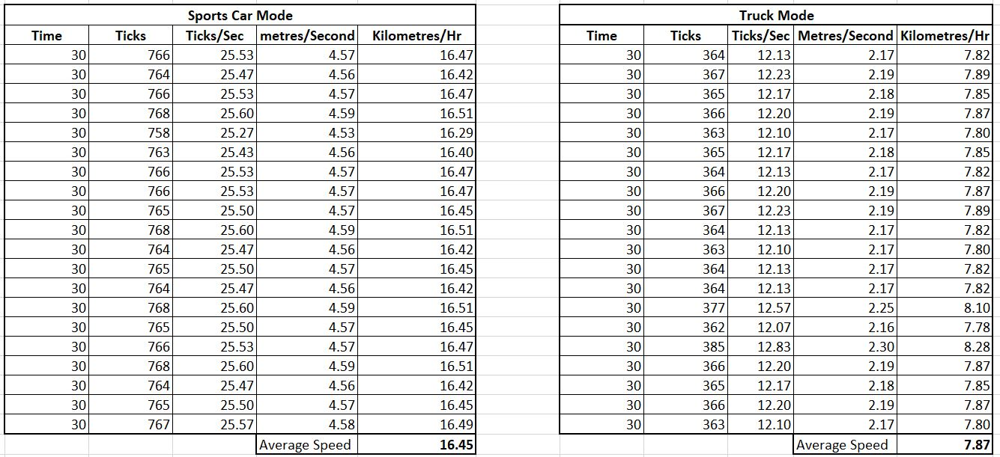 Sports Car Mode Truck Mode
Time Ticks Ticks/Sec metres/Second Kilometres/Hr Time Ticks Ticks/Sec Metres/Second Kilometres/Hr
30 766 25.53 4.57 16.47 30 364 12.13 2.17 7.82
30 764 25.47 4.56 16.42 30 367 12.23 2.19 7.89
30 766 25.53 4.57 16.47 30 365 12.17 2.18 7.85
30 768 25.60 4.59 16.51 30 366 12.20 2.19 7.87
30 758 25.27 4.53 16.29 30 363 12.10 2.17 7.80
30 763 25.43 4.56 16.40 30 365 12.17 2.18 7.85
30 766 25.53 4.57 16.47 30 364 12.13 2.17 7.82
30 766 25.53 4.57 16.47 30 366 12.20 2.19 7.87
30 765 25.50 4.57 16.45 30 367 12.23 2.19 7.89
30 768 25.60 4.59 16.51 30 364 12.13 2.17 7.82
30 764 25.47 4.56 16.42 30 363 12.10 2.17 7.80
30 765 25.50 4.57 16.45 30 364 12.13 2.17 7.82
30 764 25.47 4.56 16.42 30 364 12.13 2.17 7.82
30 768 25.60 4.59 16.51 30 377 12.57 2.25 8.10
30 765 25.50 4.57 16.45 30 362 12.07 2.16 7.78
30 766 25.53 4.57 16.47 30 385 12.83 2.30 8.28
30 768 25.60 4.59 16.51 30 366 12.20 2.19 7.87
30 764 25.47 4.56 16.42 30 365 12.17 2.18 7.85
30 765 25.50 4.57 16.45 30 366 12.20 2.19 7.87
30 767 25.57 4.58 16.49 30 363 12.10 2.17 7.80
Average Speed 16.45 Average Speed 7.87